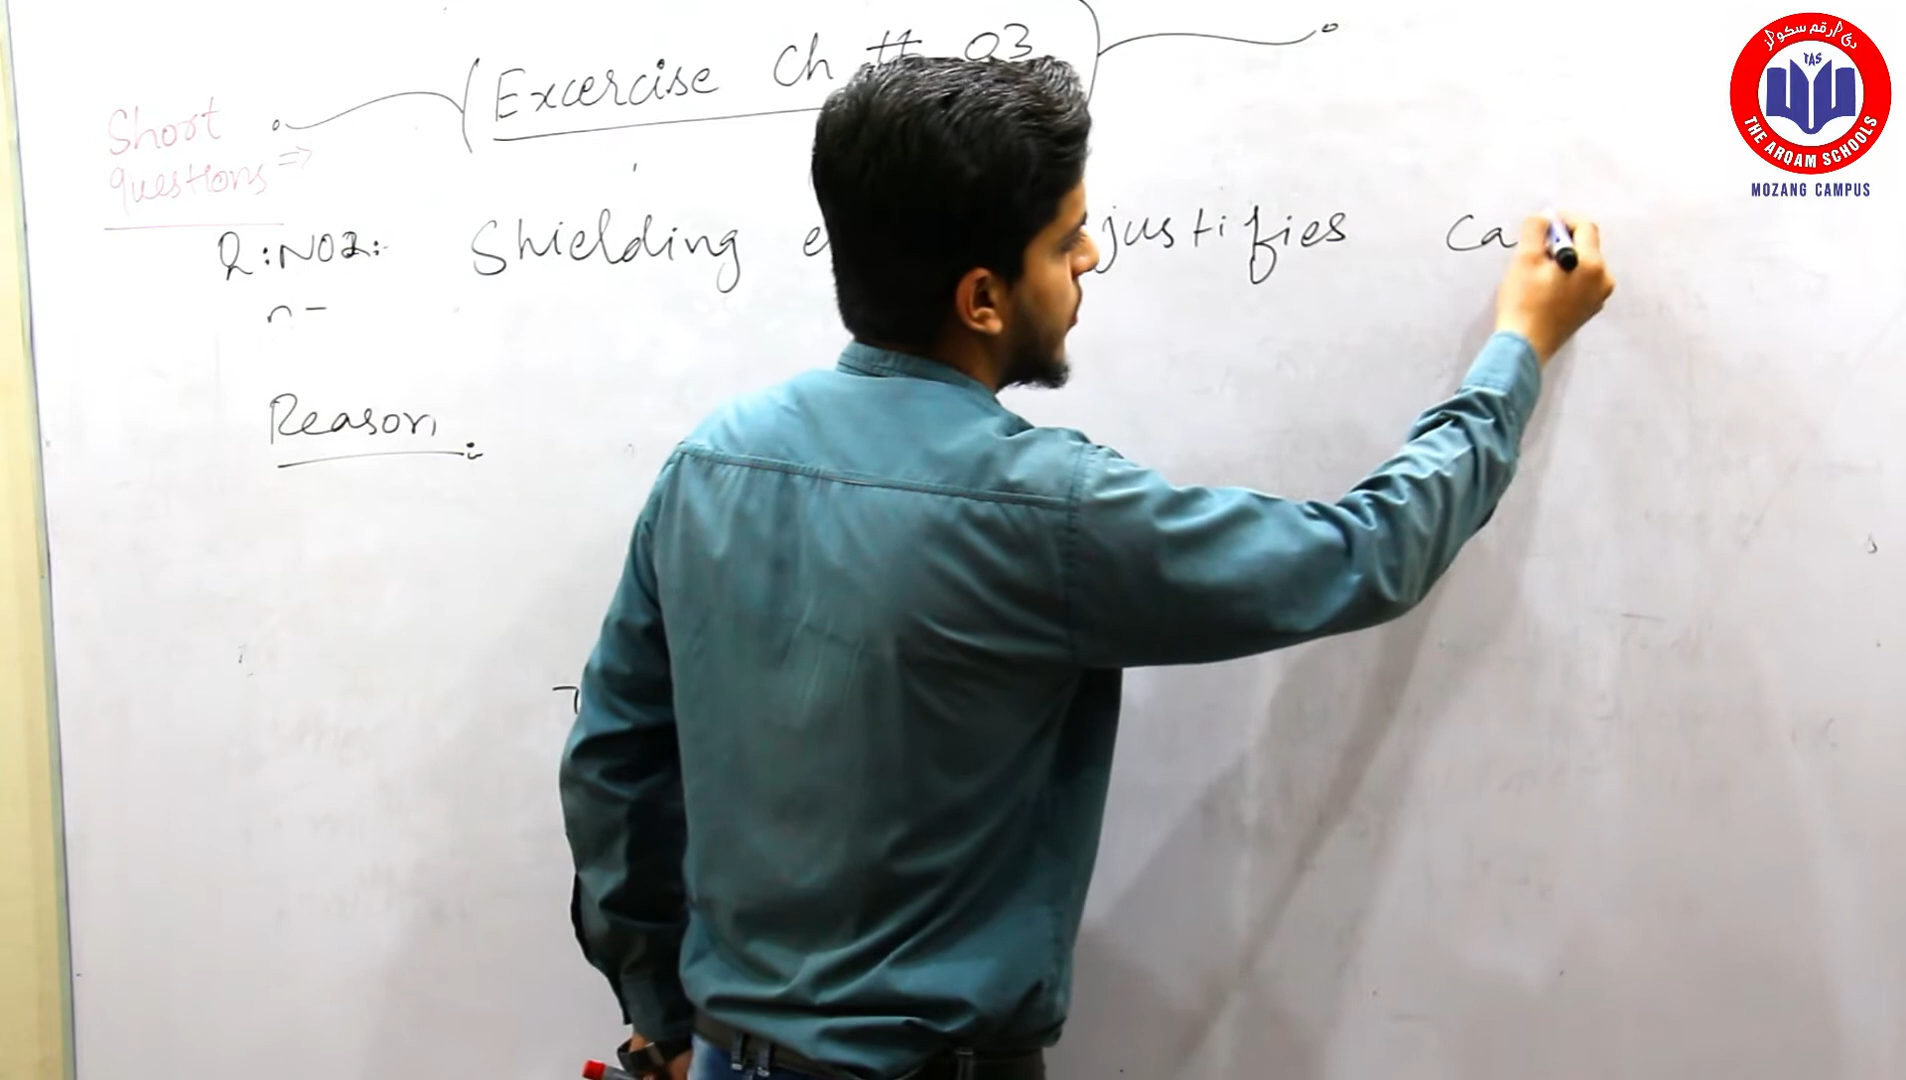 Excercise Ch # 03
Short
questions =>
Q:NO2:- Shielding e justifies Ca
Reason:
دی ارقم سکولز
TAS
THE ARQAM SCHOOLS
MOZANG CAMPUS